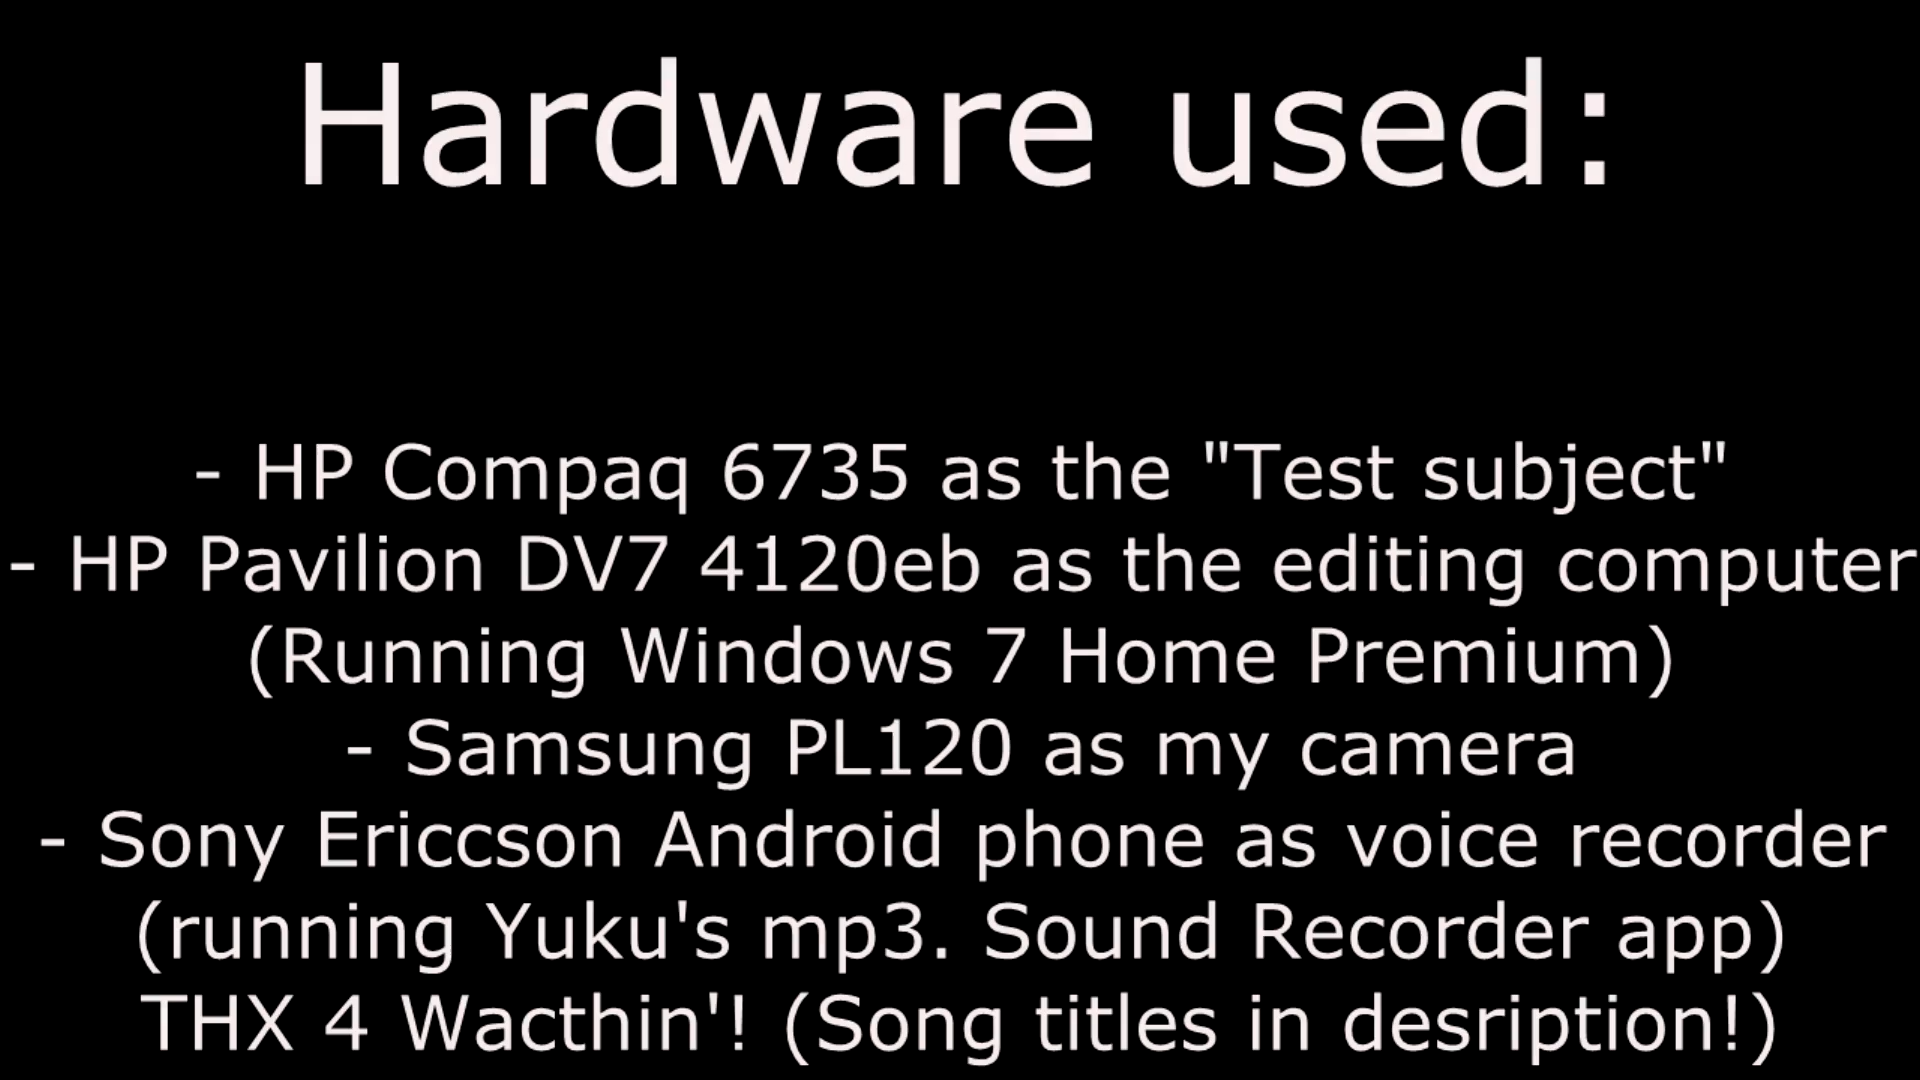 Hardware used:
- HP Compaq 6735 as the "Test subject"
- HP Pavilion DV7 4120eb as the editing computer
(Running Windows 7 Home Premium)
- Samsung PL120 as my camera
- Sony Ericcson Android phone as voice recorder
(running Yuku's mp3. Sound Recorder app)
THX 4 Wacthin'! (Song titles in desription!)